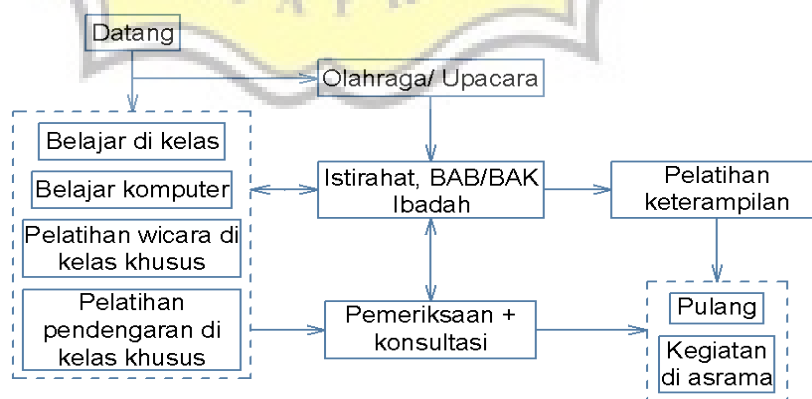 Datang
Olahraga/ Upacara
Belajar di kelas
Belajar komputer
Pelatihan wicara di
kelas khusus
Pelatihan
pendengaran di
kelas khusus
Istirahat, BAB/BAK
Ibadah
Pemeriksaan +
konsultasi
Pelatihan
keterampilan
Pulang
Kegiatan
di asrama